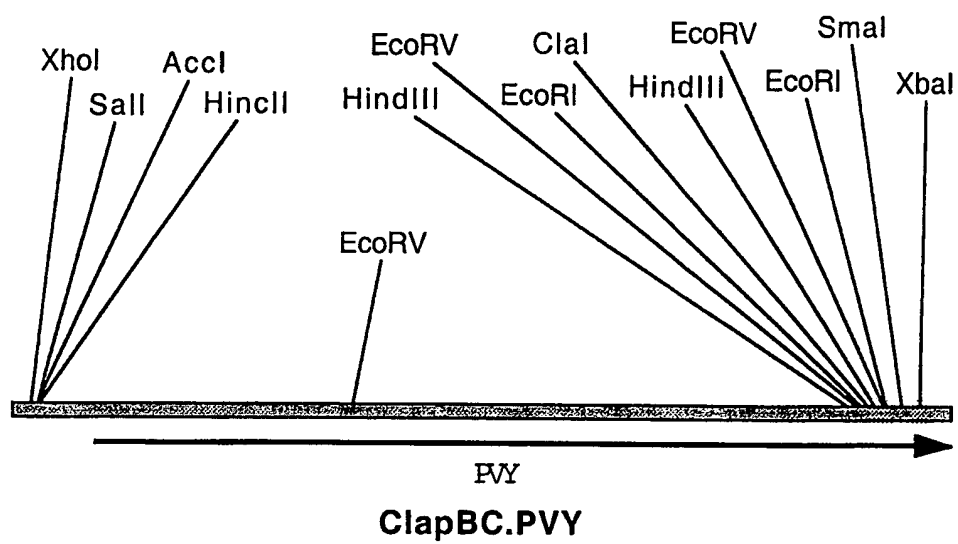 XhoI
SalI
AccI
HincII
HindIII
EcoRV
EcoRI
ClaI
HindIII
EcoRV
EcoRI
SmaI
XbaI
EcoRV
PVY
ClapBC.PVY